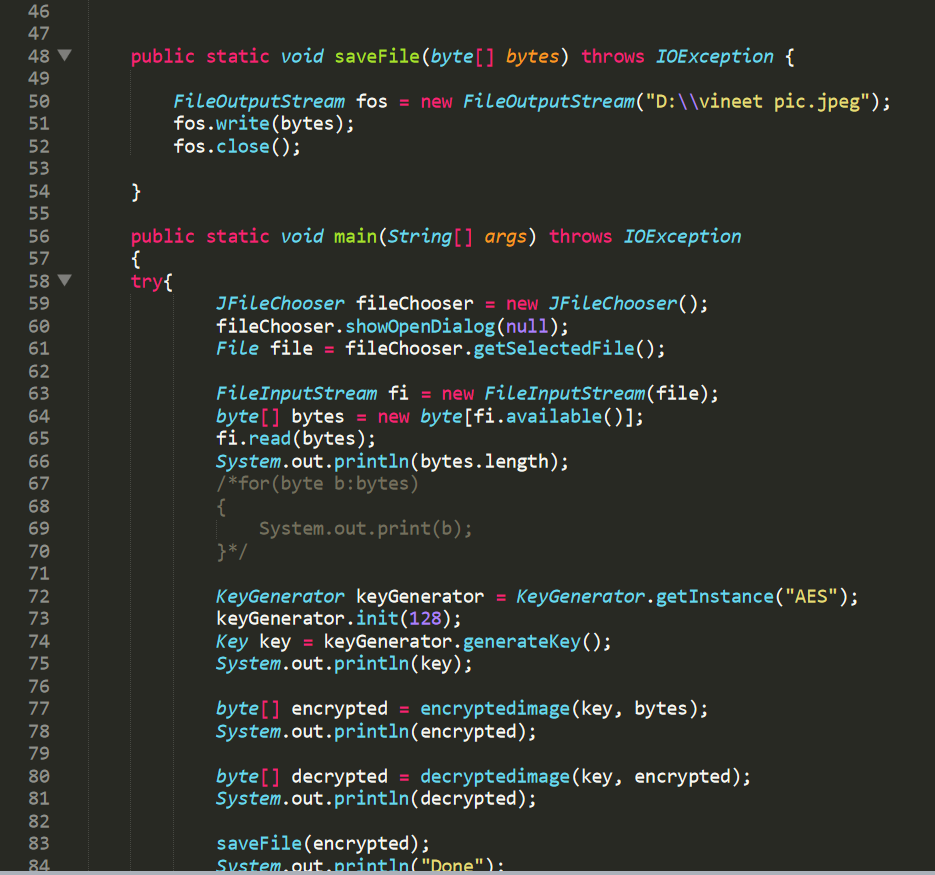 46
47
48 public static void saveFile(byte[] bytes) throws IOException {
49
50 FileOutputStream fos = new FileOutputStream("D:\\vineet pic.jpeg");
51 fos.write(bytes);
52 fos.close();
53
54 }
55
56 public static void main(String[] args) throws IOException
57 {
58 try{
59 JFileChooser fileChooser = new JFileChooser();
60 fileChooser.showOpenDialog(null);
61 File file = fileChooser.getSelectedFile();
62
63 FileInputStream fi = new FileInputStream(file);
64 byte[] bytes = new byte[fi.available()];
65 fi.read(bytes);
66 System.out.println(bytes.length);
67 /*for(byte b:bytes)
68 {
69 System.out.print(b);
70 }*/
71
72 KeyGenerator keyGenerator = KeyGenerator.getInstance("AES");
73 keyGenerator.init(128);
74 Key key = keyGenerator.generateKey();
75 System.out.println(key);
76
77 byte[] encrypted = encryptedimage(key, bytes);
78 System.out.println(encrypted);
79
80 byte[] decrypted = decryptedimage(key, encrypted);
81 System.out.println(decrypted);
82
83 saveFile(encrypted);
84 System.out.println("Done");